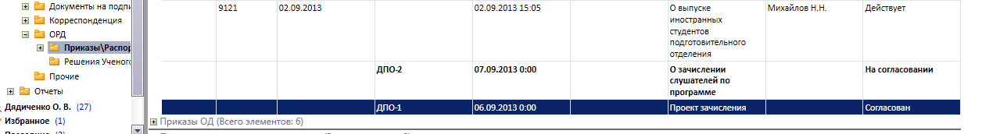 Документы на подпи
Корреспонденция
ОРД
Приказы\Распор
Решения Ученого
Прочие
Отчеты
Дядиченко О. В. (27)
Избранное (1)
9121 02.09.2013 02.09.2013 15:05 О выпуске Михайлов Н.Н. Действует
иностранных
студентов
подготовительного
отделения
ДПО-2 07.09.2013 0:00 О зачислении На согласовании
слушателей по
программе
ДПО-1 06.09.2013 0:00 Проект зачисления Согласован
Приказы ОД (Всего элементов: 6)